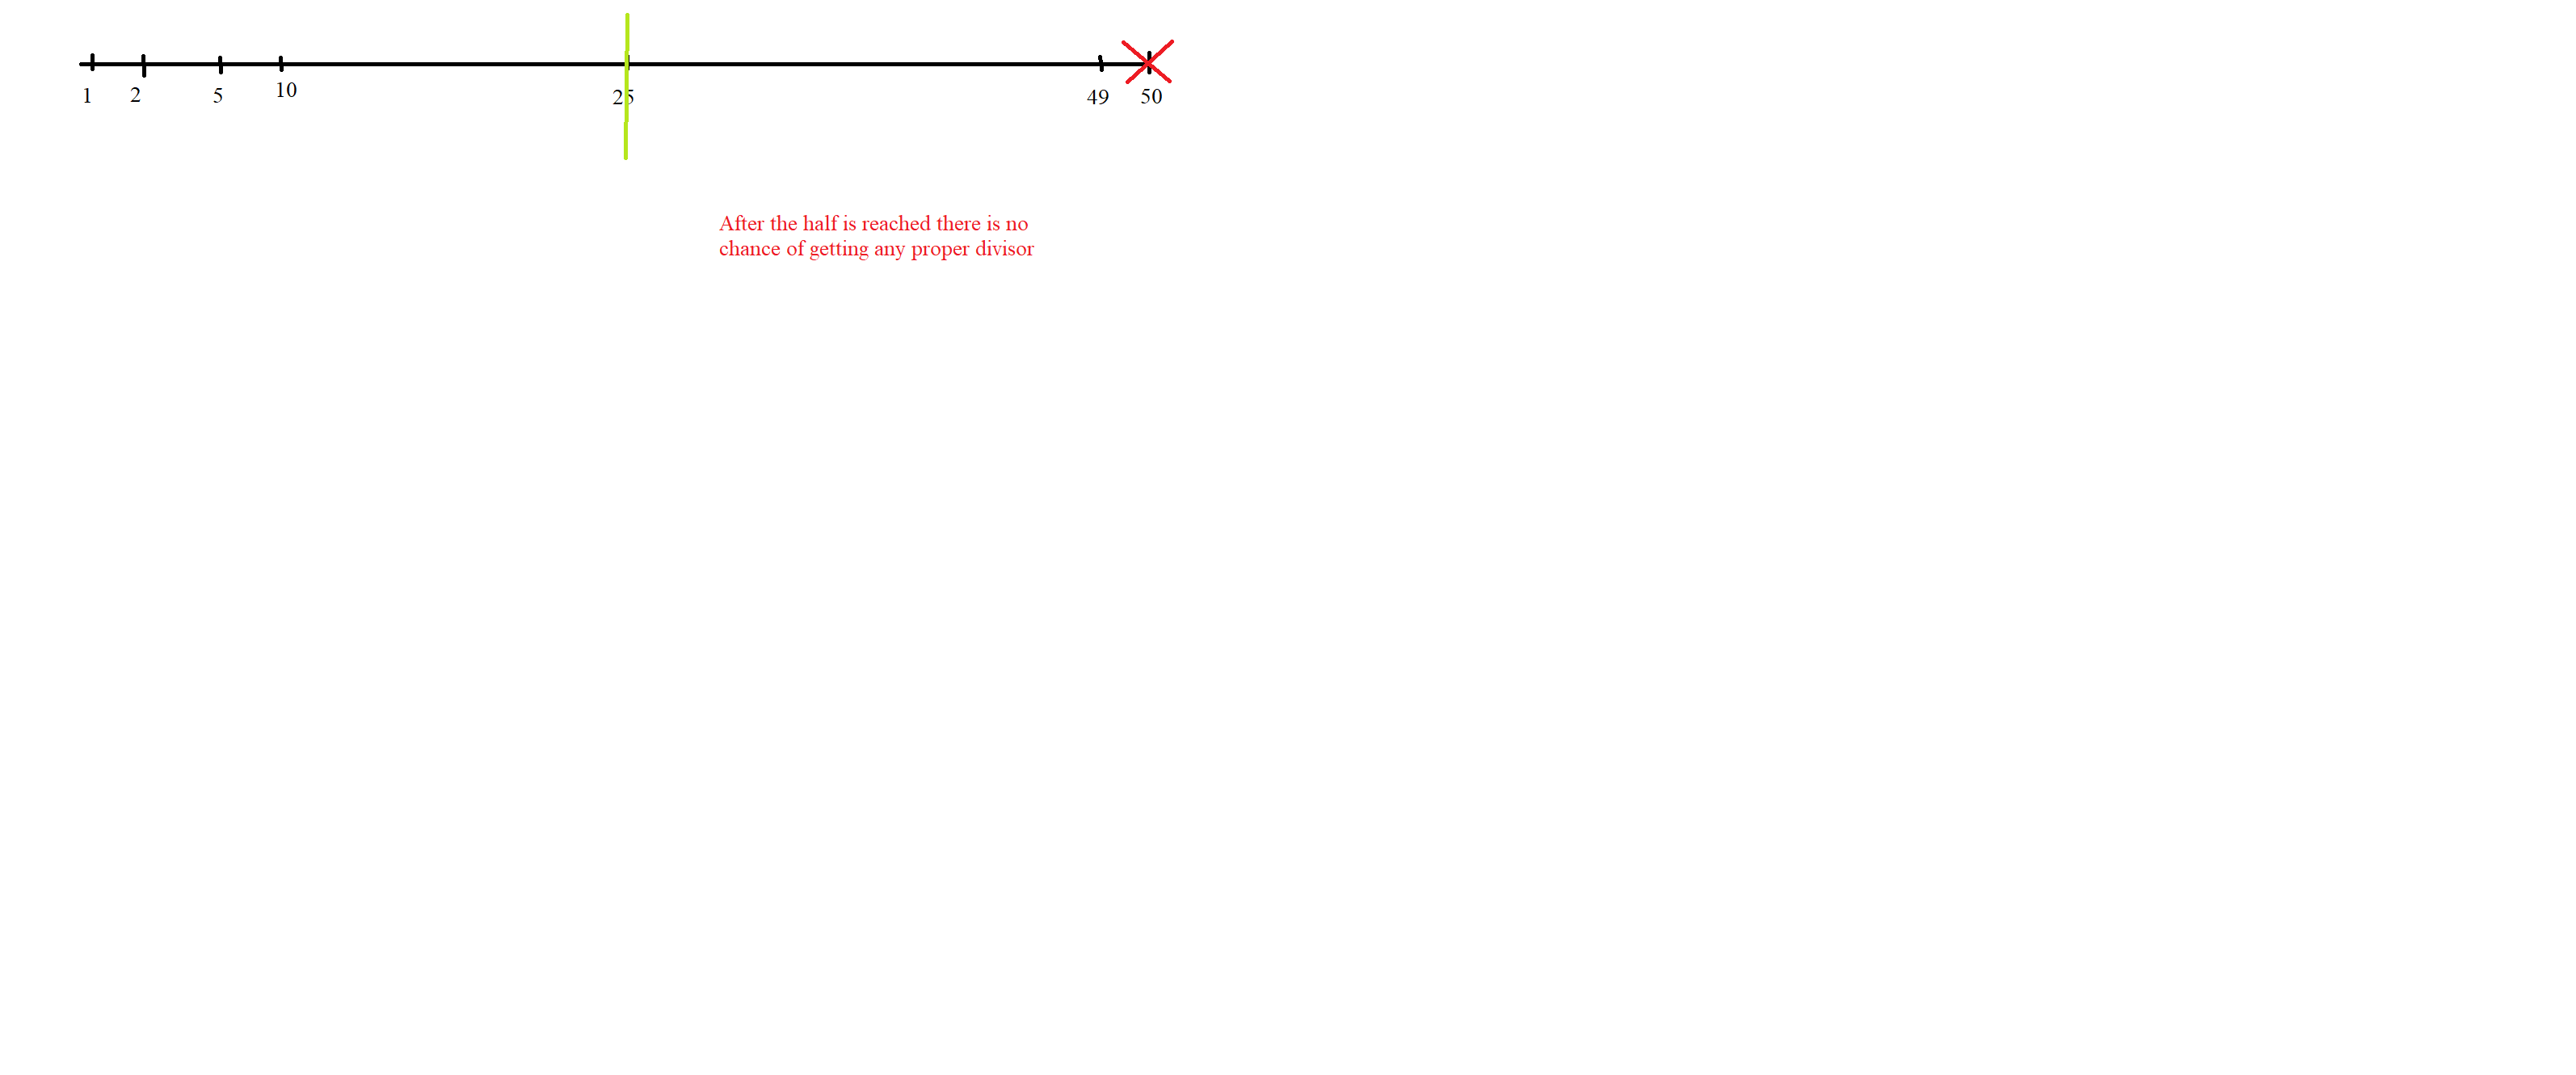 1 2 5 10 25 49 50
After the half is reached there is no
chance of getting any proper divisor